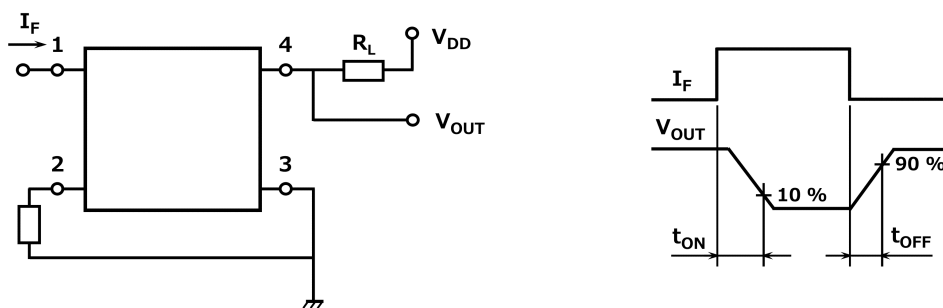 I_F
1
4
R_L
V_DD
V_OUT
2
3
I_F
V_OUT
10 %
90 %
t_ON
t_OFF